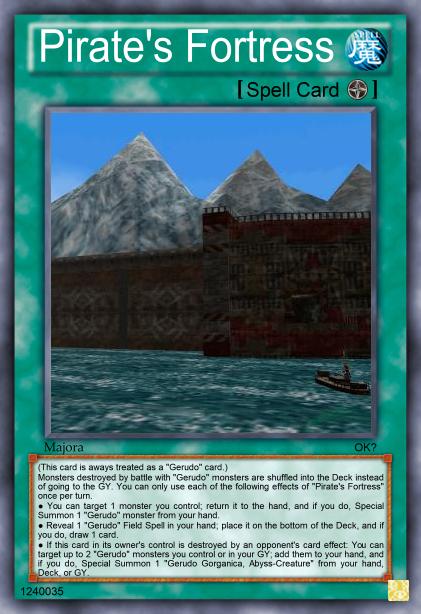 Pirate's Fortress
SPELL
魔
[Spell Card ]
Majora
OK?
(This card is aways treated as a "Gerudo" card.)
Monsters destroyed by battle with "Gerudo" monsters are shuffled into the Deck instead
of going to the GY. You can only use each of the following effects of "Pirate's Fortress"
once per turn.
● You can target 1 monster you control; return it to the hand, and if you do, Special
Summon 1 "Gerudo" monster from your hand.
● Reveal 1 "Gerudo" Field Spell in your hand; place it on the bottom of the Deck, and if
you do, draw 1 card.
● If this card in its owner's control is destroyed by an opponent's card effect: You can
target up to 2 "Gerudo" monsters you control or in your GY; add them to your hand, and
if you do, Special Summon 1 "Gerudo Gorganica, Abyss-Creature" from your hand,
Deck, or GY.
1240035